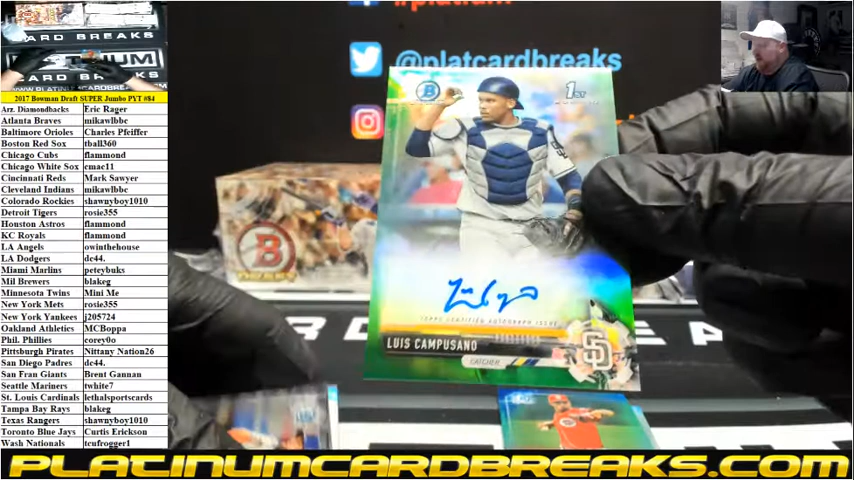 CARD BREAKS
2017 Bowman Draft SUPER Jumbo PYT #84
Arz. Diamondbacks Eric Rager
Atlanta Braves mikawlbbc
Baltimore Orioles Charles Pfeiffer
Boston Red Sox tball360
Chicago Cubs flammond
Chicago White Sox cmac11
Cincinnati Reds Mark Sawyer
Cleveland Indians mikawlbbc
Colorado Rockies shawnyboy1010
Detroit Tigers rosie355
Houston Astros flammond
KC Royals flammond
LA Angels owinthehouse
LA Dodgers dc44.
Miami Marlins peteybuks
Mil Brewers blakeg
Minnesota Twins Mini Me
New York Mets rosie355
New York Yankees j205724
Oakland Athletics MCBoppa
Phil. Phillies corey0o
Pittsburgh Pirates Nittany Nation26
San Diego Padres dc44.
San Fran Giants Brent Gannan
Seattle Mariners twhite7
St. Louis Cardinals lethalsportscards
Tampa Bay Rays blakeg
Texas Rangers shawnyboy1010
Toronto Blue Jays Curtis Erickson
Wash Nationals tcufrogger1
@platcardbreaks
B
1ST
TOPPS CERTIFIED AUTOGRAPH ISSUE
LUIS CAMPUSANO
CATCHER
SD
PLATINUMCARDBREAKS.COM